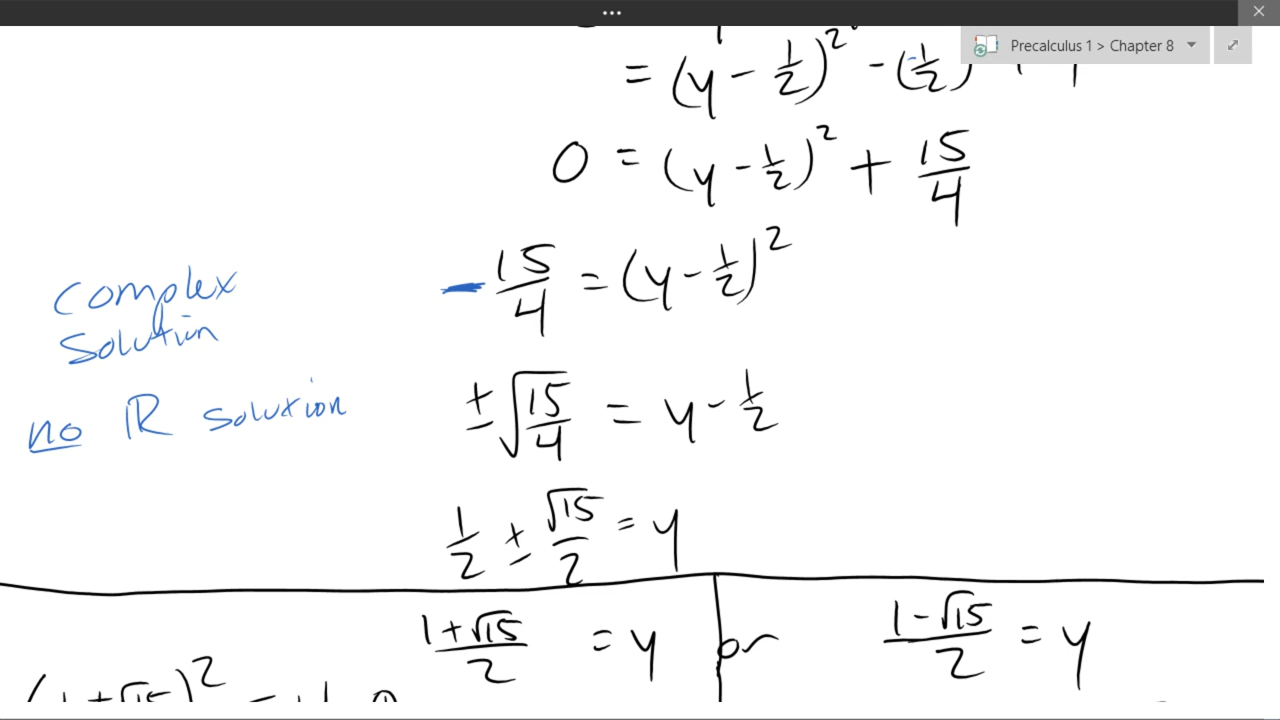 ...
Precalculus 1 > Chapter 8
= (y - 1/2)² - (1/2)
0 = (y - 1/2)² + 15/4
- 15/4 = (y - 1/2)²
complex
solution
± √(15/4) = y - 1/2
no ℝ solution
1/2 ± √15/2 = y
(1 + √15)/2 = y or (1 - √15)/2 = y
(1 + √15)² =